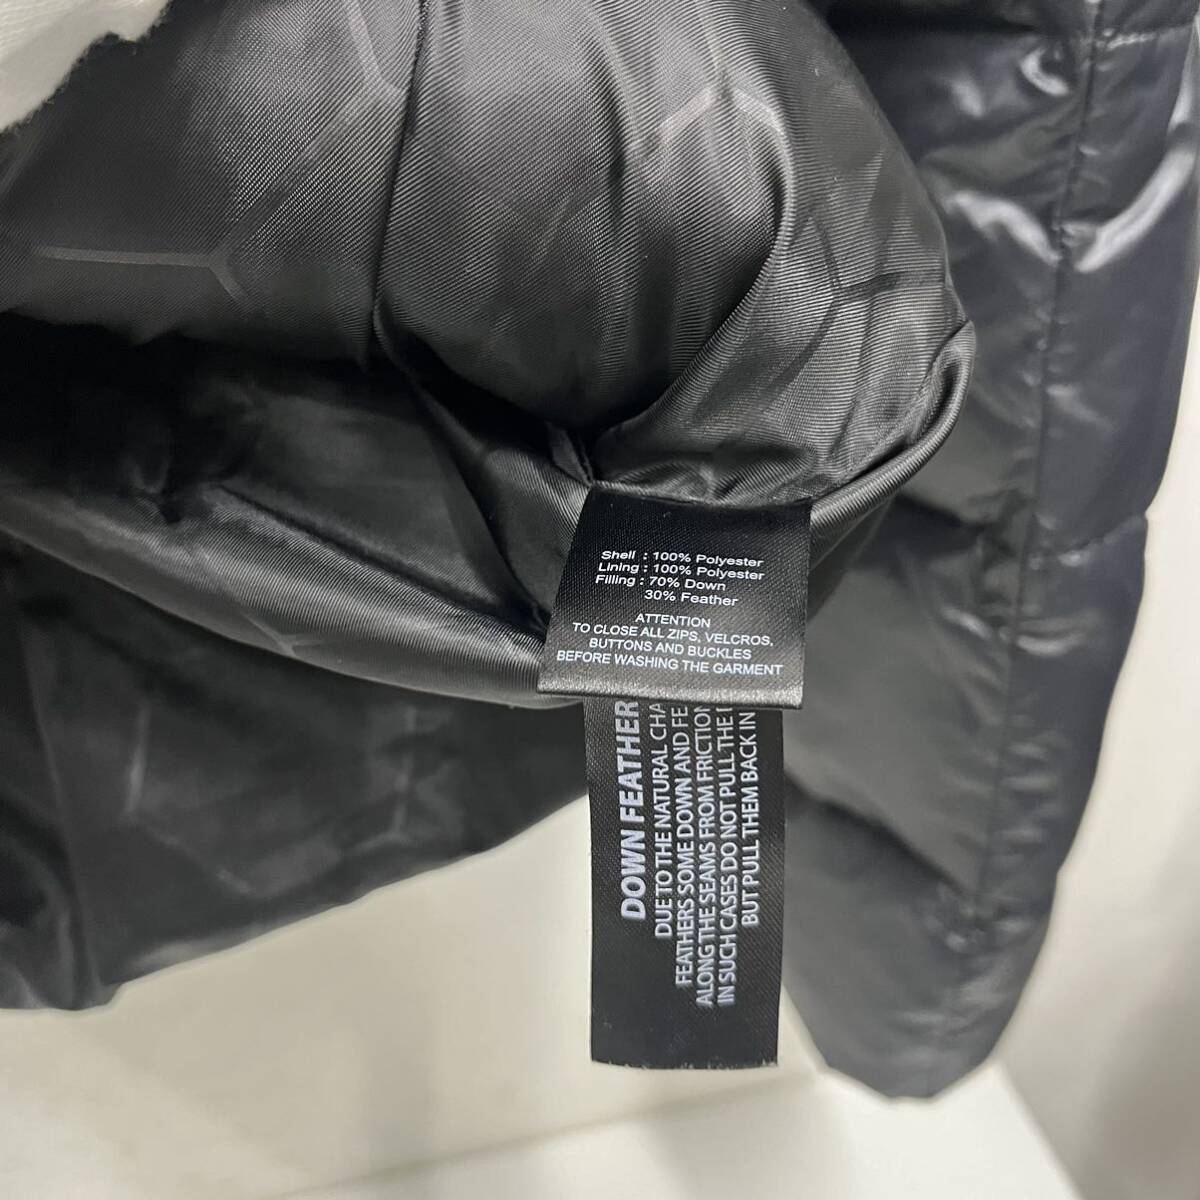 Shell : 100% Polyester
Lining : 100% Polyester
Filling : 70% Down
30% Feather
ATTENTION
TO CLOSE ALL ZIPS, VELCROS,
BUTTONS AND BUCKLES
BEFORE WASHING THE GARMENT
DOWN FEATHER
DUE TO THE NATURAL CHA
FEATHERS SOME DOWN AND FE
ALONG THE SEAMS FROM FRICTION
IN SUCH CASES DO NOT PULL THE
BUT PULL THEM BACK IN